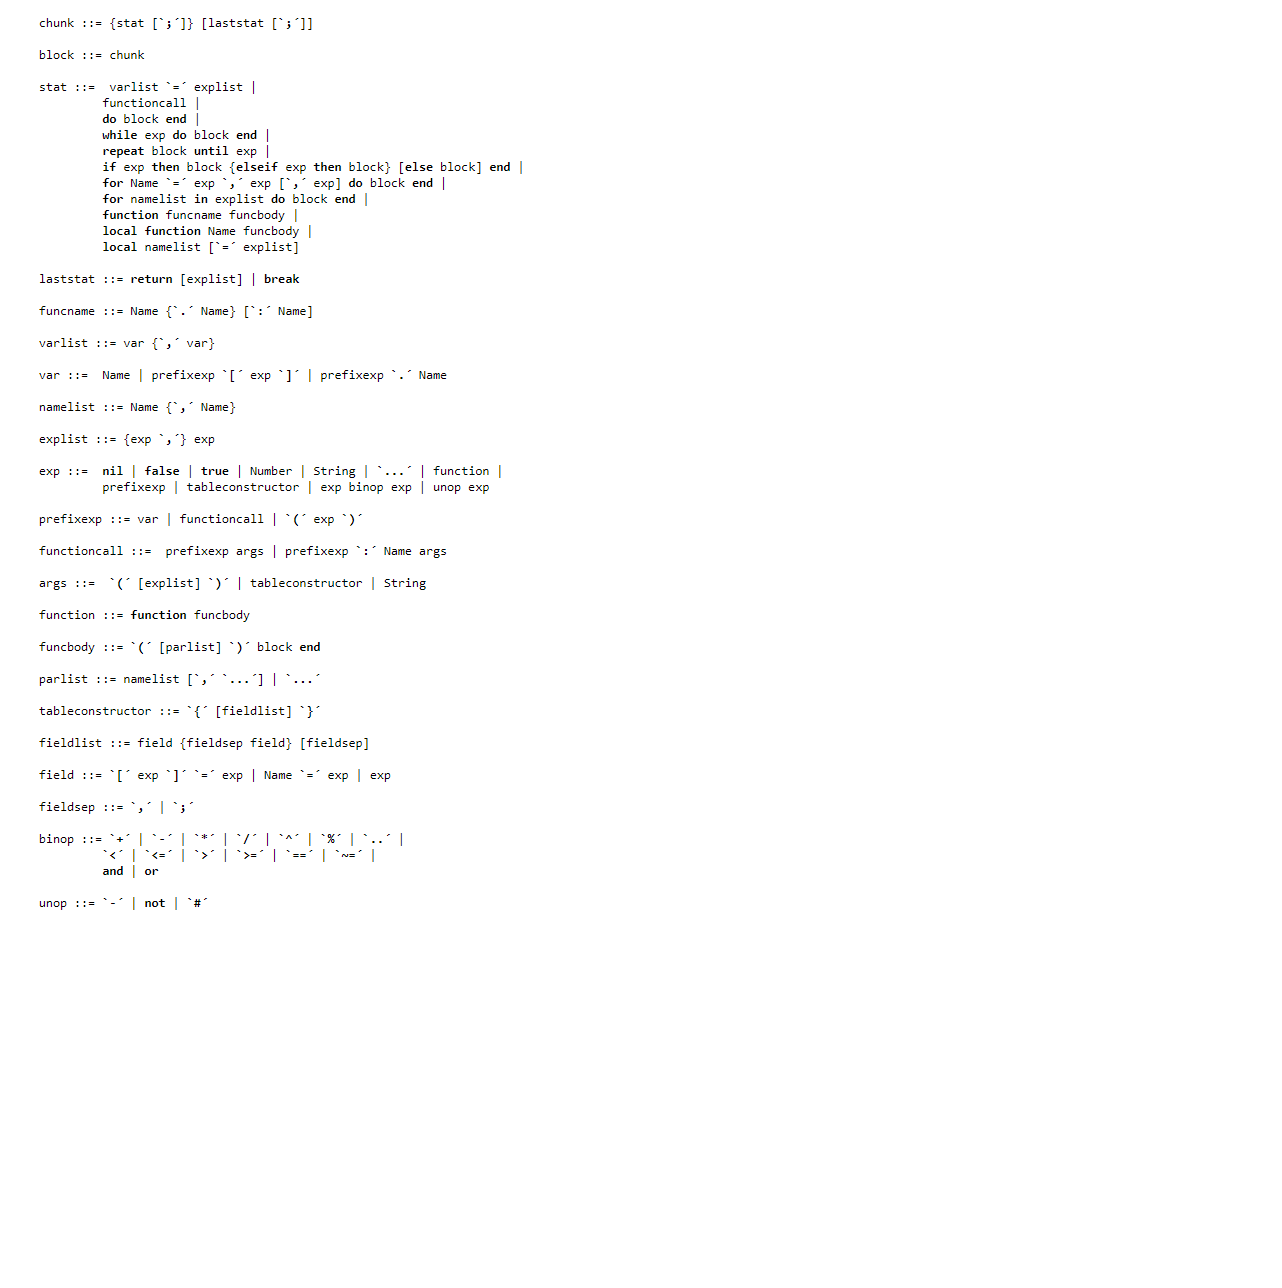 chunk ::= {stat [`;´]} [laststat [`;´]]
block ::= chunk
stat ::=  varlist `=´ explist |
functioncall |
do block end |
while exp do block end |
repeat block until exp |
if exp then block {elseif exp then block} [else block] end |
for Name `=´ exp `,´ exp [`,´ exp] do block end |
for namelist in explist do block end |
function funcname funcbody |
local function Name funcbody |
local namelist [`=´ explist]
laststat ::= return [explist] | break
funcname ::= Name {`.´ Name} [`:´ Name]
varlist ::= var {`,´ var}
var ::=  Name | prefixexp `[´ exp `]´ | prefixexp `.´ Name
namelist ::= Name {`,´ Name}
explist ::= {exp `,´} exp
exp ::=  nil | false | true | Number | String | `...´ | function |
prefixexp | tableconstructor | exp binop exp | unop exp
prefixexp ::= var | functioncall | `(´ exp `)´
functioncall ::=  prefixexp args | prefixexp `:´ Name args
args ::=  `(´ [explist] `)´ | tableconstructor | String
function ::= function funcbody
funcbody ::= `(´ [parlist] `)´ block end
parlist ::= namelist [`,´ `...´] | `...´
tableconstructor ::= `{´ [fieldlist] `}´
fieldlist ::= field {fieldsep field} [fieldsep]
field ::= `[´ exp `]´ `=´ exp | Name `=´ exp | exp
fieldsep ::= `,´ | `;´
binop ::= `+´ | `-´ | `*´ | `/´ | `^´ | `%´ | `..´ |
`<´ | `<=´ | `>´ | `>=´ | `==´ | `~=´ |
and | or
unop ::= `-´ | not | `#´